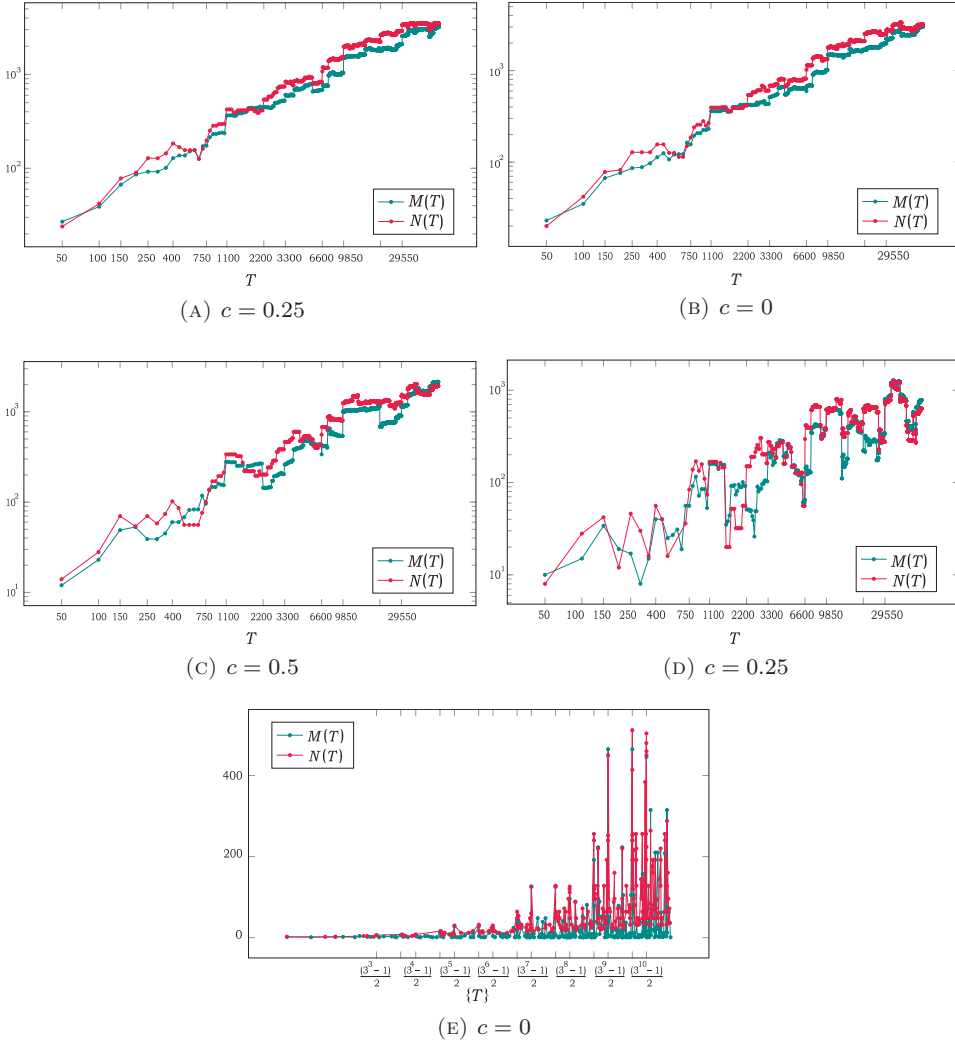 10^3
10^2
M(T)
N(T)
50 100 150 250 400 750 1100 2200 3300 6600 9850 29550
T
(A) c = 0.25
10^3
10^2
M(T)
N(T)
50 100 150 250 400 750 1100 2200 3300 6600 9850 29550
T
(B) c = 0
10^3
10^2
10^1
M(T)
N(T)
50 100 150 250 400 750 1100 2200 3300 6600 9850 29550
T
(C) c = 0.5
10^3
10^2
10^1
M(T)
N(T)
50 100 150 250 400 750 1100 2200 3300 6600 9850 29550
T
(D) c = 0.25
M(T)
N(T)
400
200
0
(3^3-1)/2 (3^4-1)/2 (3^5-1)/2 (3^6-1)/2 (3^7-1)/2 (3^8-1)/2 (3^9-1)/2 (3^10-1)/2
{T}
(E) c = 0